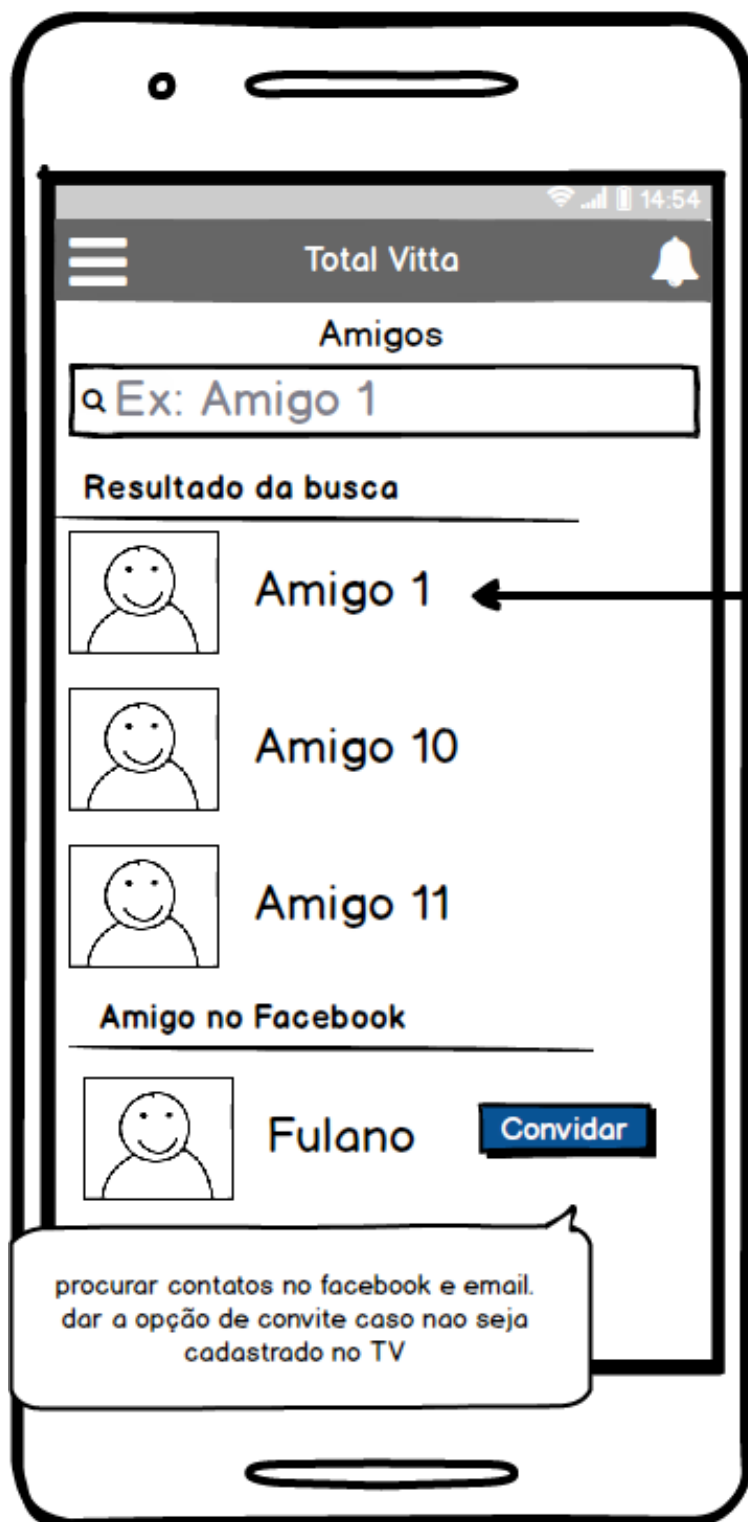 14:54
Total Vitta
Amigos
Ex: Amigo 1
Resultado da busca
Amigo 1
Amigo 10
Amigo 11
Amigo no Facebook
Fulano
Convidar
procurar contatos no facebook e email.
dar a opção de convite caso nao seja
cadastrado no TV